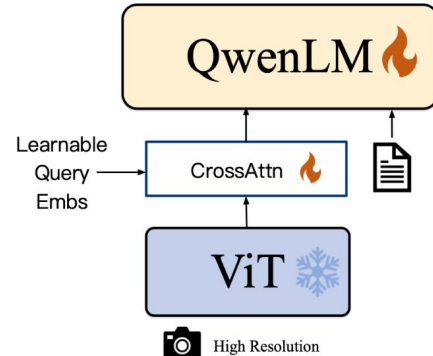 QwenLM
Learnable
Query
Embs
CrossAttn
ViT
High Resolution